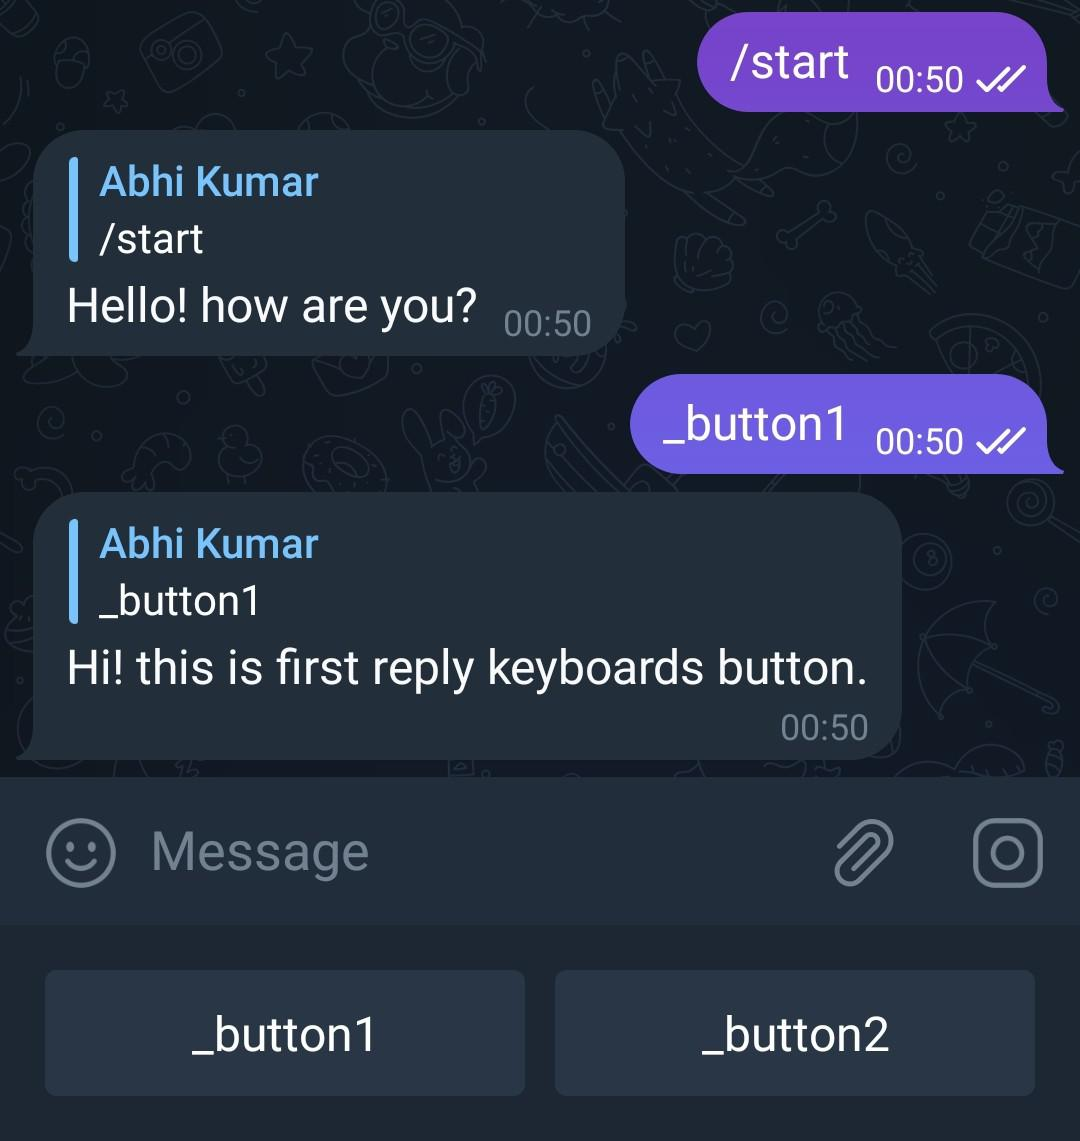 /start 00:50
Abhi Kumar
/start
Hello! how are you? 00:50
_button1 00:50
Abhi Kumar
_button1
Hi! this is first reply keyboards button.
00:50
Message
_button1 _button2